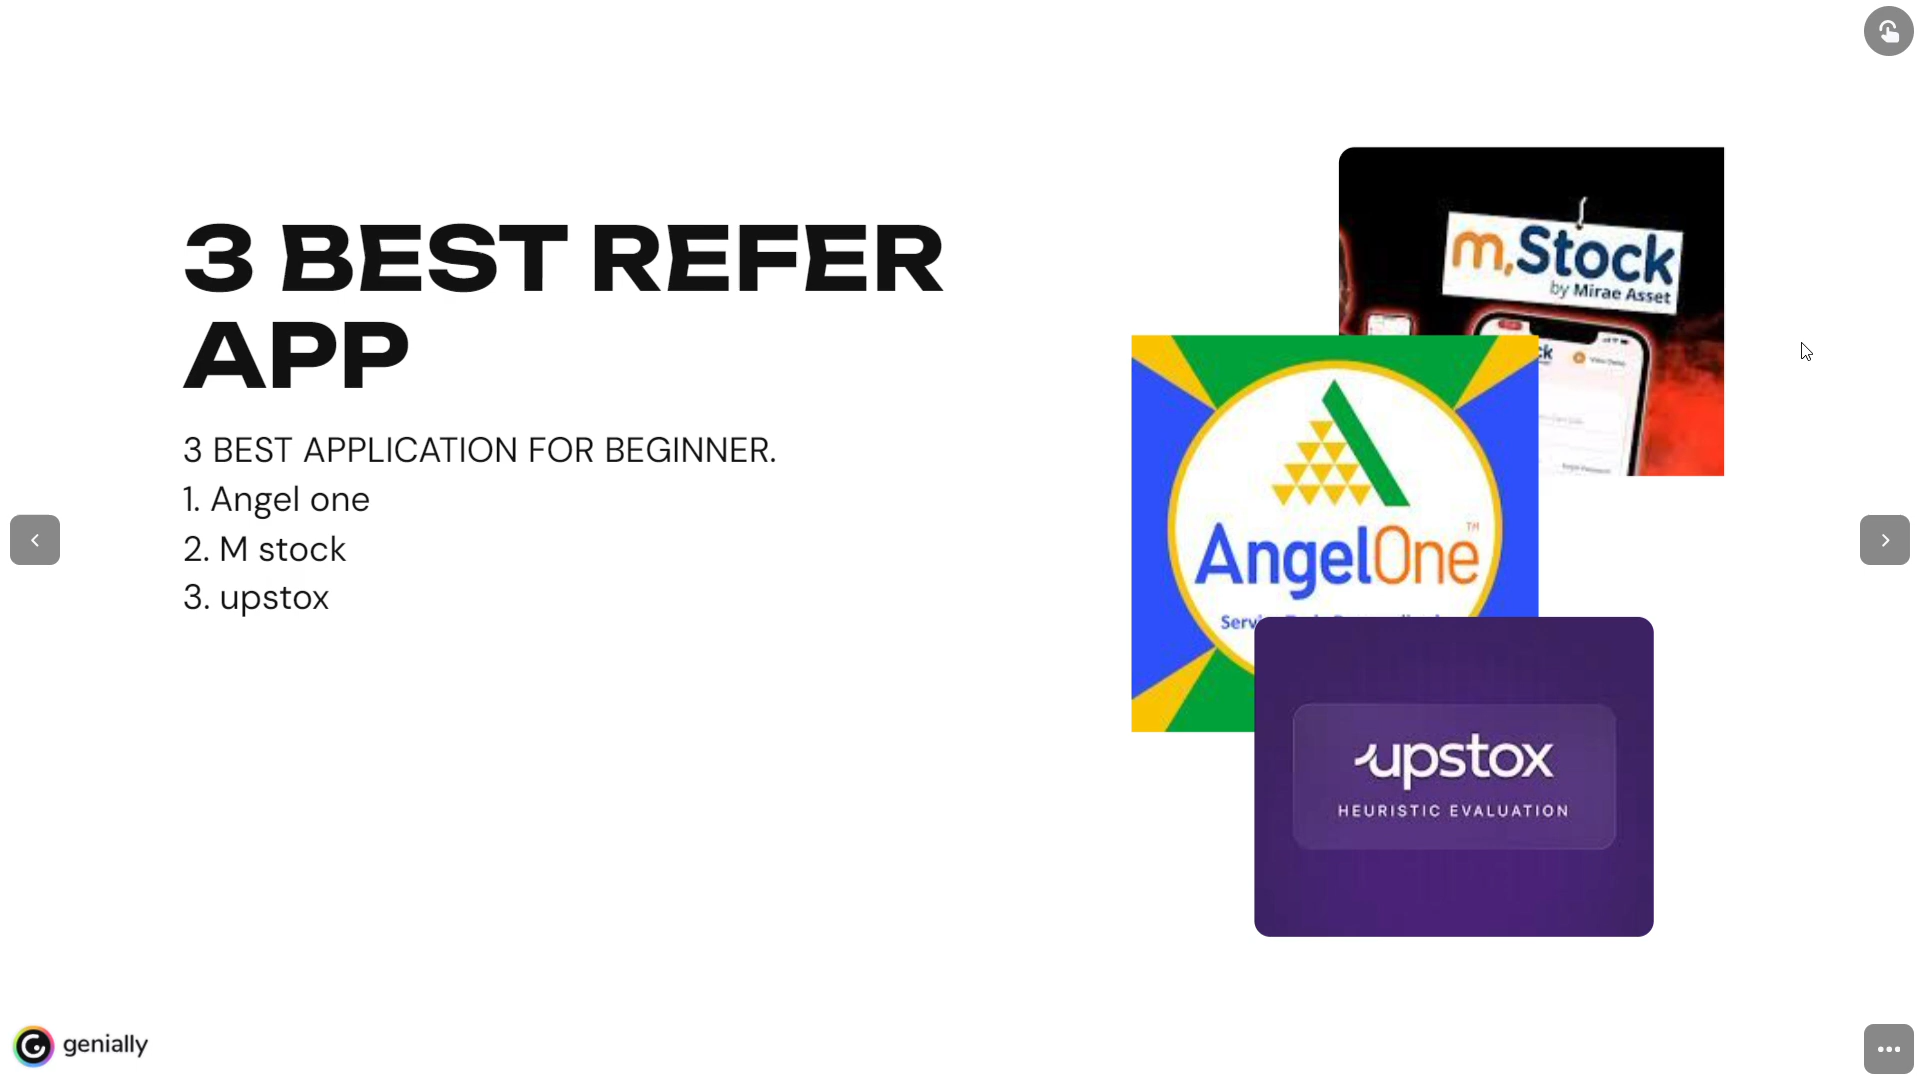 3 BEST REFER
APP
3 BEST APPLICATION FOR BEGINNER.
1. Angel one
2. M stock
3. upstox
m.Stock
by Mirae Asset
AngelOne
TM
upstox
HEURISTIC EVALUATION
genially